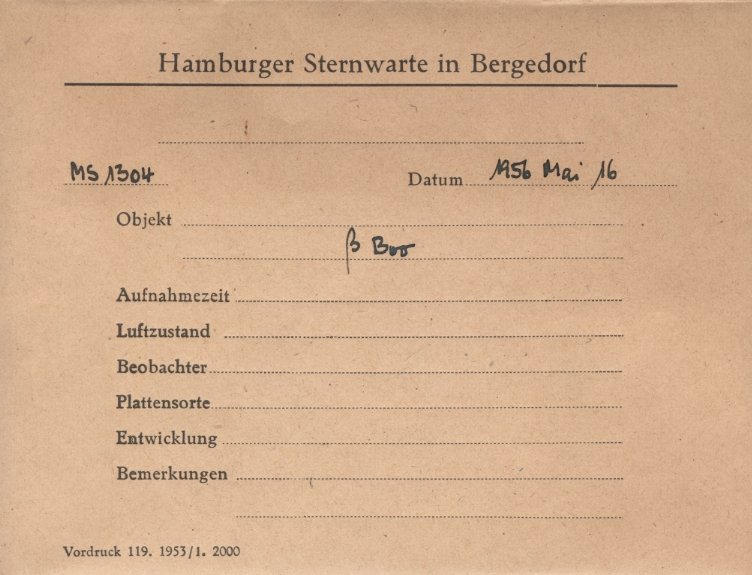 Hamburger Sternwarte in Bergedorf
MS 1304 Datum 1956 Mai 16
Objekt
β Boo
Aufnahmezeit
Luftzustand
Beobachter
Plattensorte
Entwicklung
Bemerkungen
Vordruck 119. 1953/1. 2000